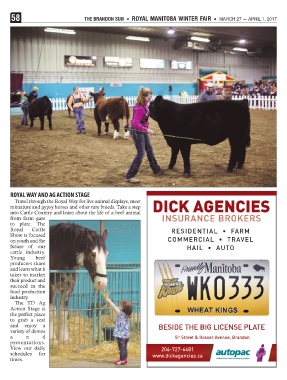 58
THE BRANDON SUN • ROYAL MANITOBA WINTER FAIR • MARCH 27 — APRIL 1, 2017
ROYAL WAY AND AG ACTION STAGE
Travel through the Royal Way for live animal displays, meet
miniature and gypsy horses and other rare breeds. Take a step
into Cattle Country and learn about the life of a beef animal
from farm gate
to plate. The
Royal Cattle
Show is focused
on youth and the
future of our
cattle industry.
Young beef
producers share
and learn what it
takes to market
their product and
succeed in the
food production
industry.
The TD Ag
Action Stage is
the perfect place
to grab a seat
and enjoy a
variety of demos
a n d
presentations.
View our daily
schedules for
times.
DICK AGENCIES
INSURANCE BROKERS
RESIDENTIAL • FARM
COMMERCIAL • TRAVEL
HAIL • AUTO
Friendly Manitoba
WK0333
WHEAT KINGS
BESIDE THE BIG LICENSE PLATE
5th Street & Rosser Avenue, Brandon
204-727-6491
www.dickagencies.ca
autopac